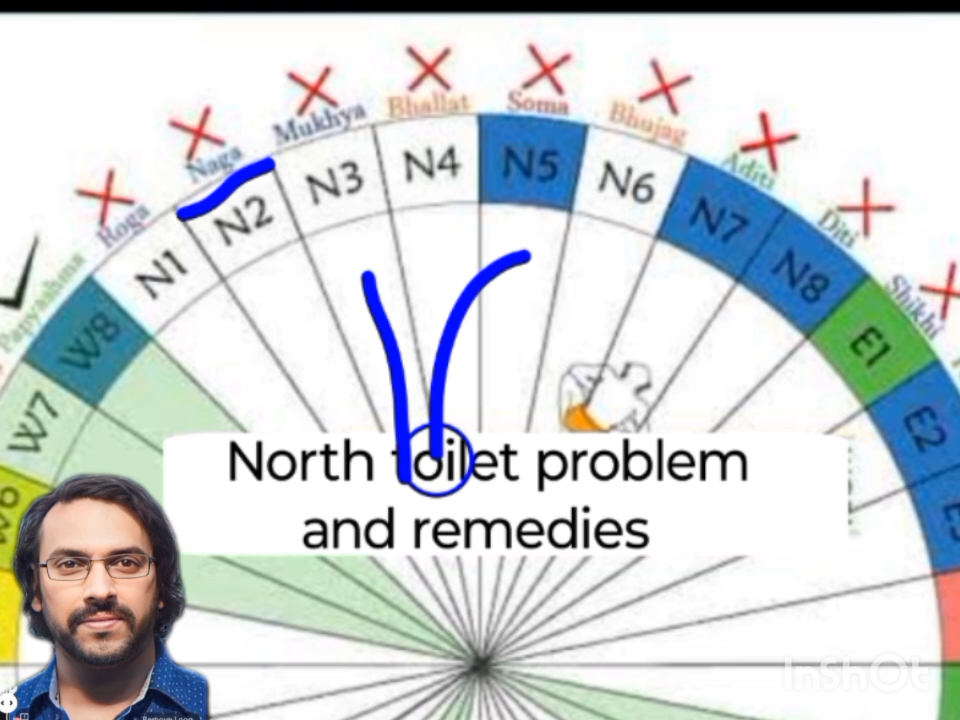 Papyashma
Roga
Naga
Mukhya
Bhallat
Soma
Bhujag
Aditi
Diti
Shikhi
W7
W8
N1
N2
N3
N4
N5
N6
N7
N8
E1
E2
North toilet problem
and remedies
InShOt